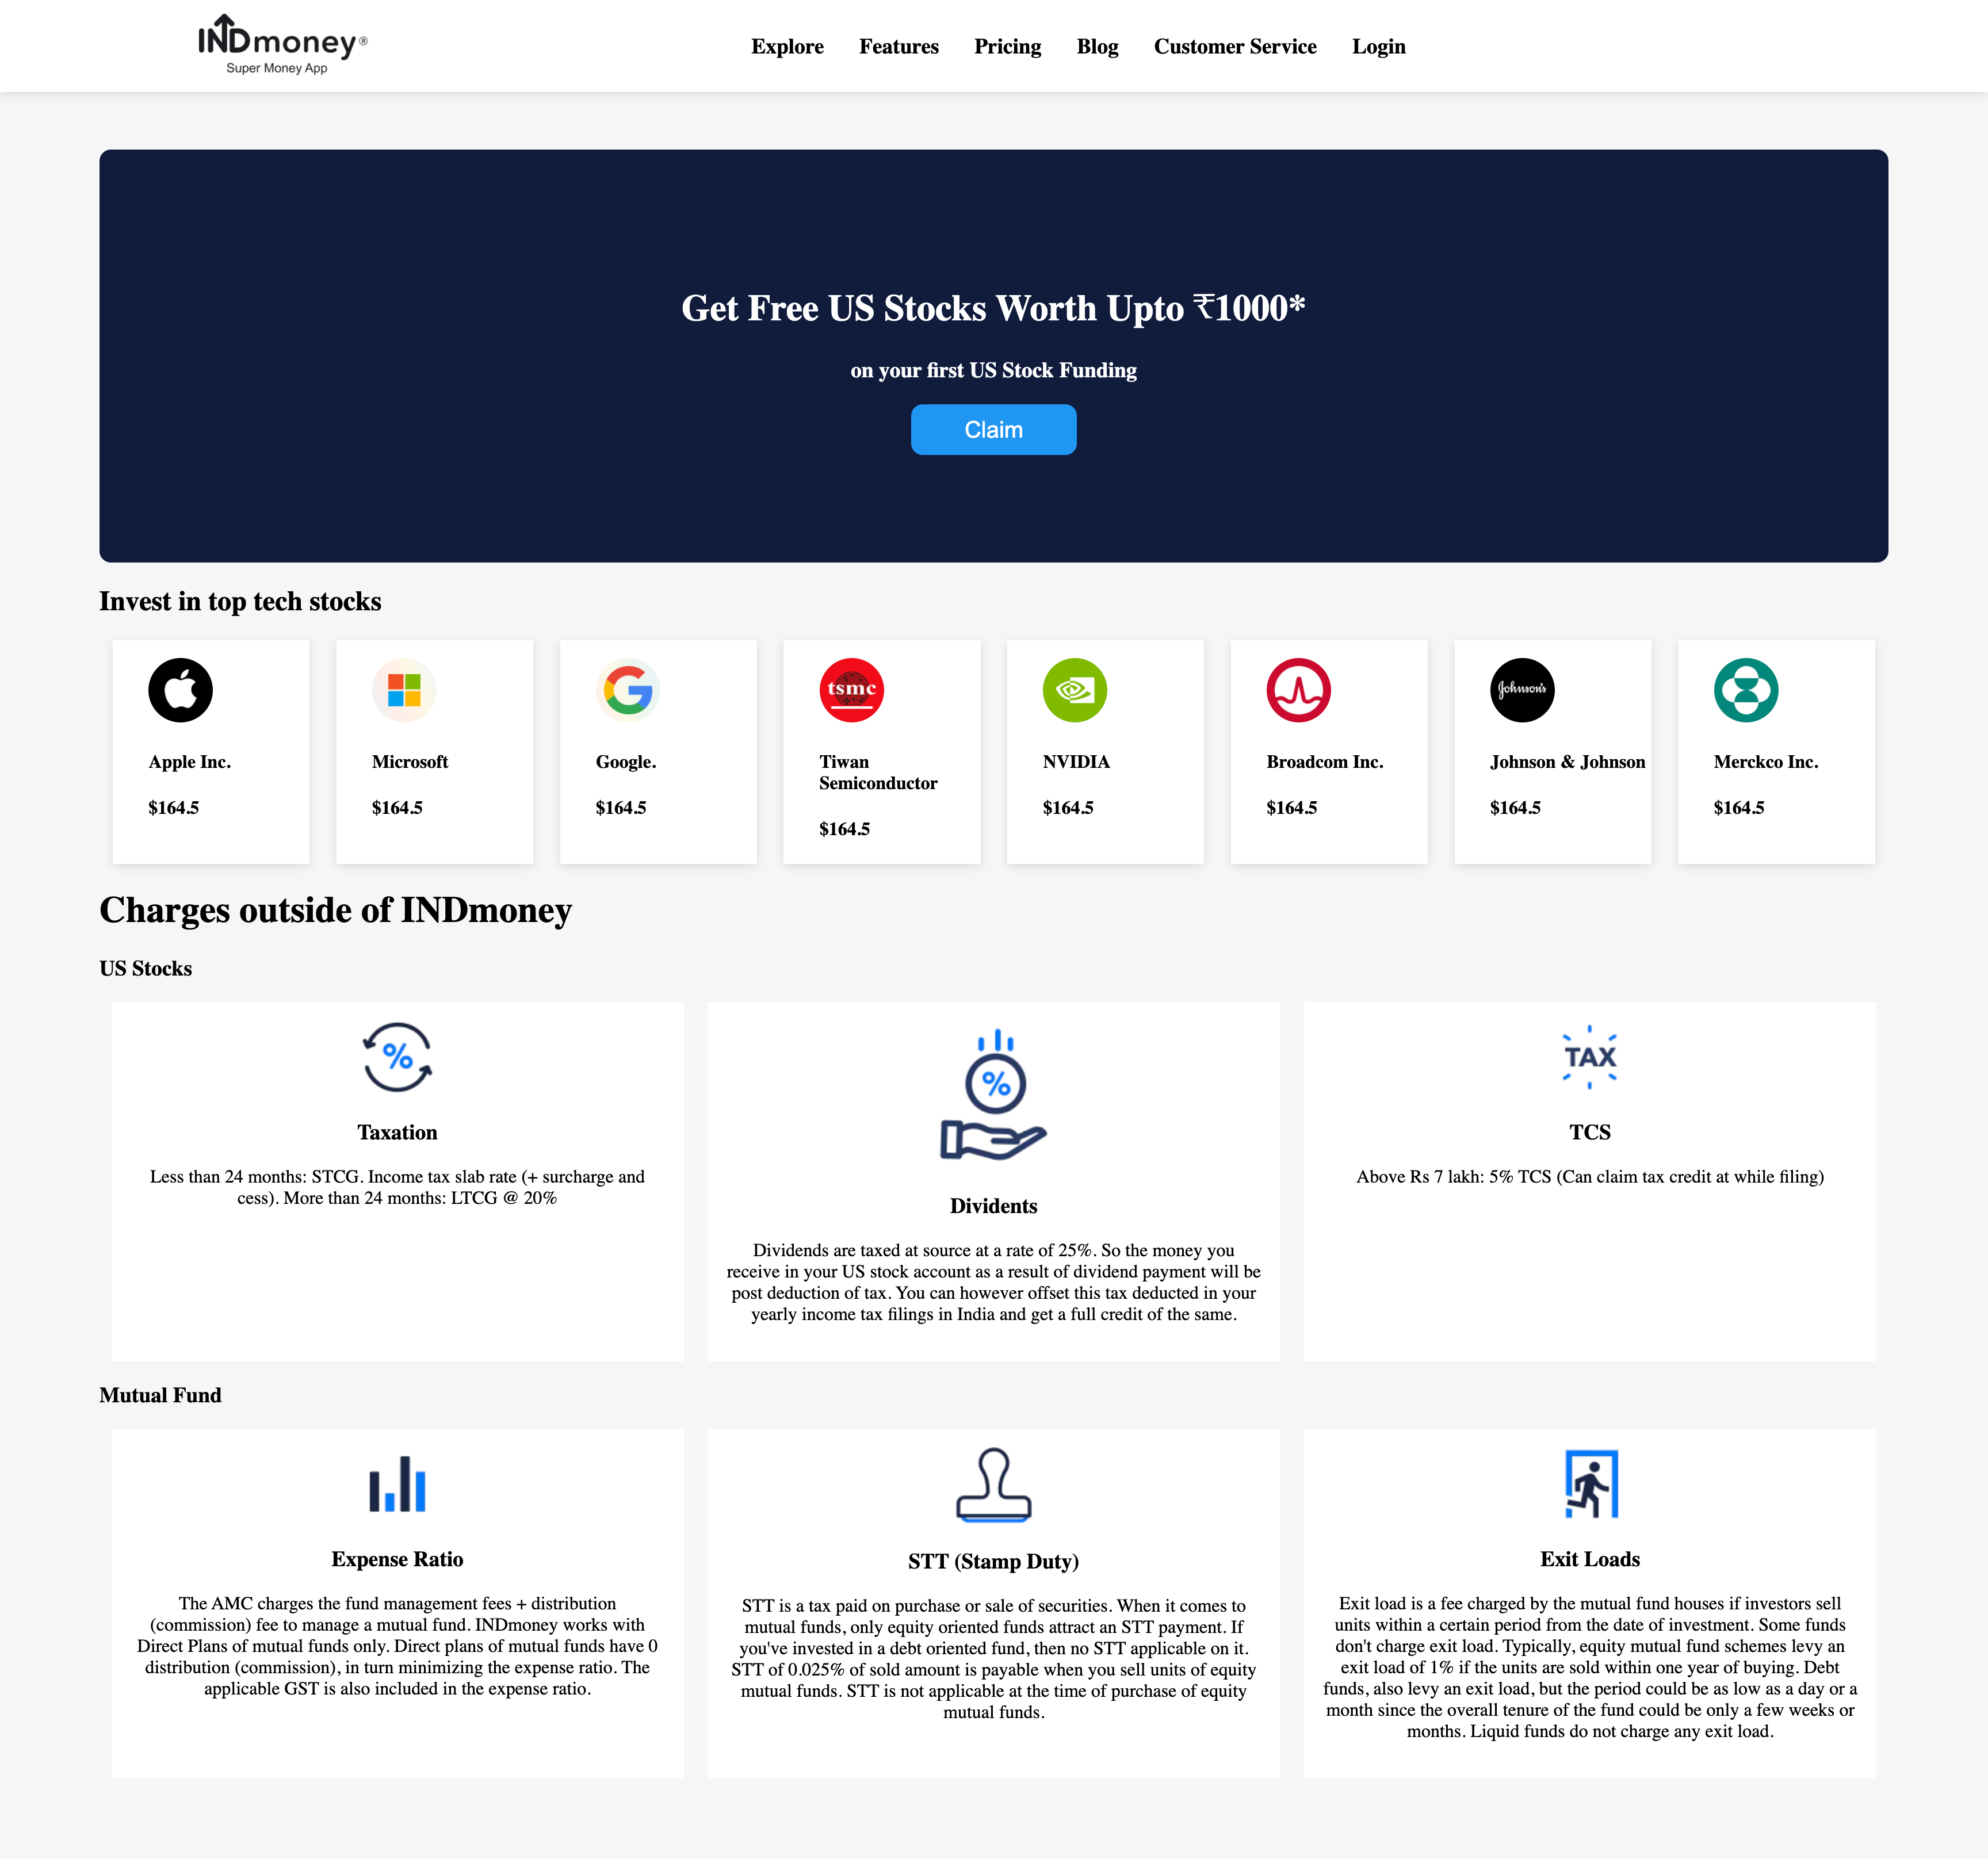 INDmoney®
Super Money App
Explore Features Pricing Blog Customer Service Login
Get Free US Stocks Worth Upto ₹1000*
on your first US Stock Funding
Claim
Invest in top tech stocks
tsmc
Johnson's
Apple Inc.
$164.5
Microsoft
$164.5
Google.
$164.5
Tiwan
Semiconductor
$164.5
NVIDIA
$164.5
Broadcom Inc.
$164.5
Johnson & Johnson
$164.5
Merckco Inc.
$164.5
Charges outside of INDmoney
US Stocks
%
Taxation
Less than 24 months: STCG. Income tax slab rate (+ surcharge and
cess). More than 24 months: LTCG @ 20%
%
Dividents
Dividends are taxed at source at a rate of 25%. So the money you
receive in your US stock account as a result of dividend payment will be
post deduction of tax. You can however offset this tax deducted in your
yearly income tax filings in India and get a full credit of the same.
TAX
TCS
Above Rs 7 lakh: 5% TCS (Can claim tax credit at while filing)
Mutual Fund
Expense Ratio
The AMC charges the fund management fees + distribution
(commission) fee to manage a mutual fund. INDmoney works with
Direct Plans of mutual funds only. Direct plans of mutual funds have 0
distribution (commission), in turn minimizing the expense ratio. The
applicable GST is also included in the expense ratio.
STT (Stamp Duty)
STT is a tax paid on purchase or sale of securities. When it comes to
mutual funds, only equity oriented funds attract an STT payment. If
you've invested in a debt oriented fund, then no STT applicable on it.
STT of 0.025% of sold amount is payable when you sell units of equity
mutual funds. STT is not applicable at the time of purchase of equity
mutual funds.
Exit Loads
Exit load is a fee charged by the mutual fund houses if investors sell
units within a certain period from the date of investment. Some funds
don't charge exit load. Typically, equity mutual fund schemes levy an
exit load of 1% if the units are sold within one year of buying. Debt
funds, also levy an exit load, but the period could be as low as a day or a
month since the overall tenure of the fund could be only a few weeks or
months. Liquid funds do not charge any exit load.